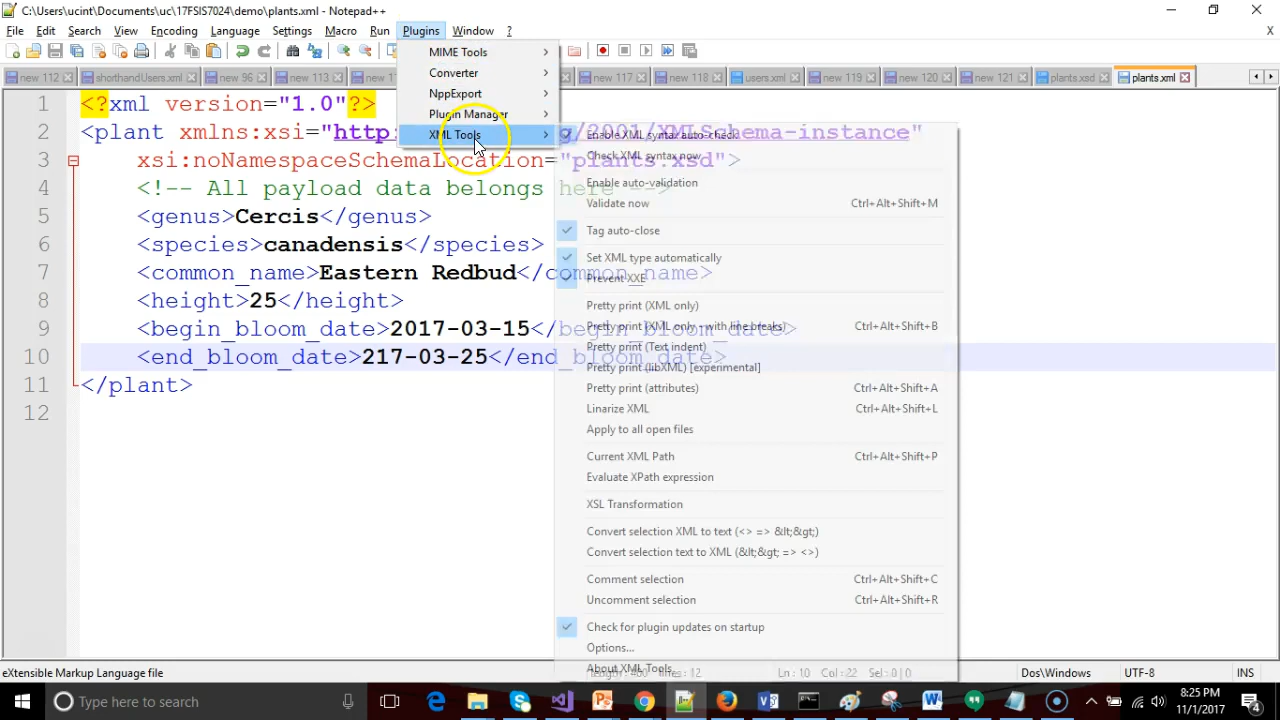 C:\Users\ucint\Documents\uc\17FSIS7024\demo\plants.xml - Notepad++
File Edit Search View Encoding Language Settings Macro Run Plugins Window ?
X
new 112 shorthandUsers.xml new 96 new 113 new 117 new 118 users.xml new 119 new 120 new 121 plants.xsd plants.xml
MIME Tools
Converter
NppExport
Plugin Manager
XML Tools
1 <?xml version="1.0"?>
2 <plant xmlns:xsi="http g/2001/XMLSchema-instance"
3 xsi:noNamespaceSchemaLocation="plants.xsd">
4 <!-- All payload data belongs here -->
5 <genus>Cercis</genus>
6 <species>canadensis</species>
7 <common_name>Eastern Redbud</common_name>
8 <height>25</height>
9 <begin_bloom_date>2017-03-15</begin_bloom_date>
10 <end_bloom_date>217-03-25</end_bloom_date>
11 </plant>
12
Enable XML syntax auto-check
Check XML syntax now
Enable auto-validation
Validate now Ctrl+Alt+Shift+M
Tag auto-close
Set XML type automatically
Prevent XXE
Pretty print (XML only)
Pretty print (XML only - with line breaks) Ctrl+Alt+Shift+B
Pretty print (Text indent)
Pretty print (libXML) [experimental]
Pretty print (attributes) Ctrl+Alt+Shift+A
Linarize XML Ctrl+Alt+Shift+L
Apply to all open files
Current XML Path Ctrl+Alt+Shift+P
Evaluate XPath expression
XSL Transformation
Convert selection XML to text (<> => &lt;&gt;)
Convert selection text to XML (&lt;&gt; => <>)
Comment selection Ctrl+Alt+Shift+C
Uncomment selection Ctrl+Alt+Shift+R
Check for plugin updates on startup
Options...
About XML Tools
eXtensible Markup Language file lines : 12 Ln : 10 Col : 22 Sel : 0 | 0 Dos\Windows UTF-8 INS
Type here to search
8:25 PM
11/1/2017
4